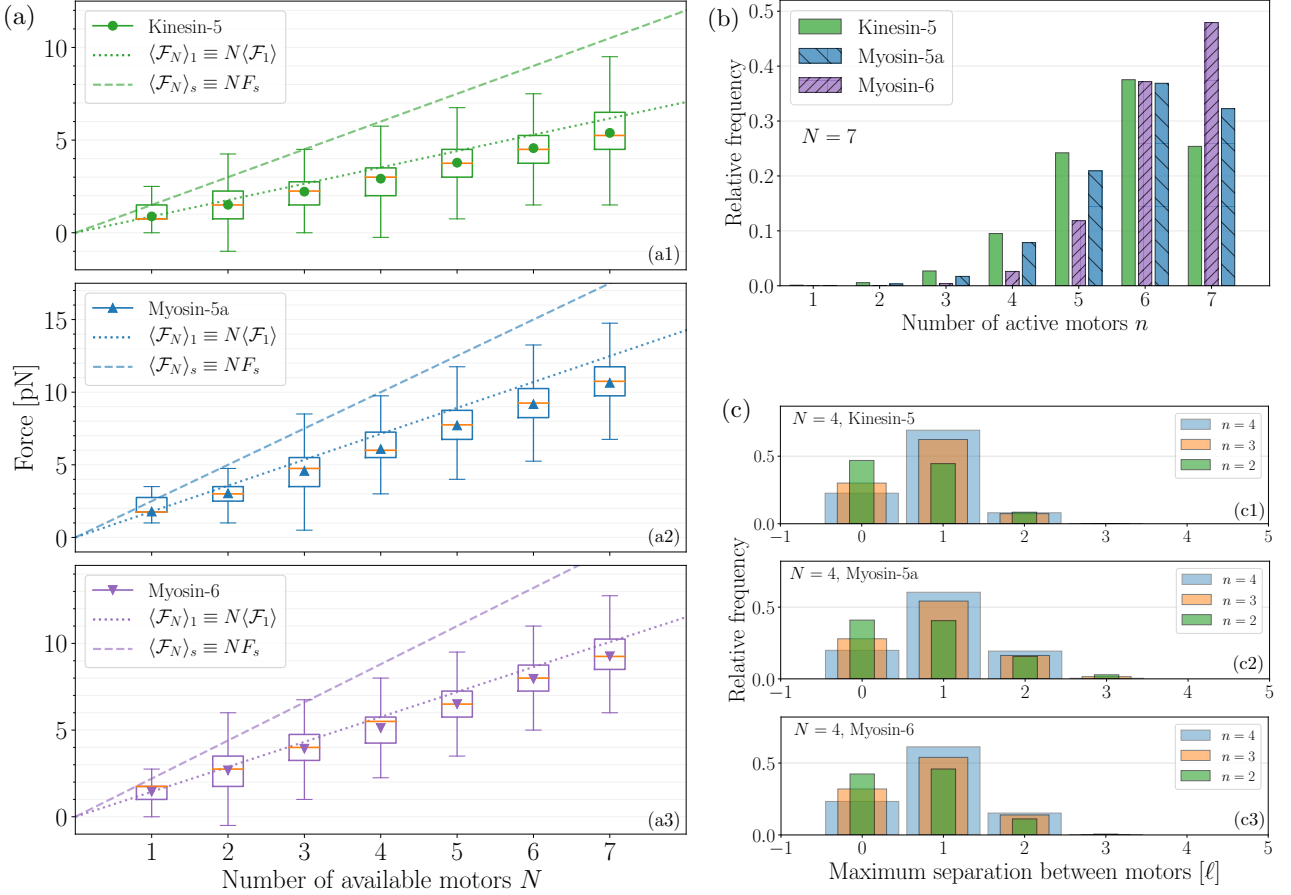 (a)
Kinesin-5
⟨𝓕_N⟩_1 ≡ N⟨𝓕_1⟩
⟨𝓕_N⟩_s ≡ NF_s
10
5
0
(a1)
Myosin-5a
⟨𝓕_N⟩_1 ≡ N⟨𝓕_1⟩
⟨𝓕_N⟩_s ≡ NF_s
15
10
5
0
(a2)
Force [pN]
Myosin-6
⟨𝓕_N⟩_1 ≡ N⟨𝓕_1⟩
⟨𝓕_N⟩_s ≡ NF_s
10
5
0
(a3)
1 2 3 4 5 6 7
Number of available motors N
(b)
Kinesin-5
Myosin-5a
Myosin-6
N = 7
Relative frequency
0.5
0.4
0.3
0.2
0.1
0.0
1 2 3 4 5 6 7
Number of active motors n
(c)
N = 4, Kinesin-5
n = 4
n = 3
n = 2
0.5
0.0
(c1)
−1 0 1 2 3 4 5
Relative frequency
N = 4, Myosin-5a
n = 4
n = 3
n = 2
0.5
0.0
(c2)
−1 0 1 2 3 4 5
N = 4, Myosin-6
n = 4
n = 3
n = 2
0.5
0.0
(c3)
−1 0 1 2 3 4 5
Maximum separation between motors [ℓ]